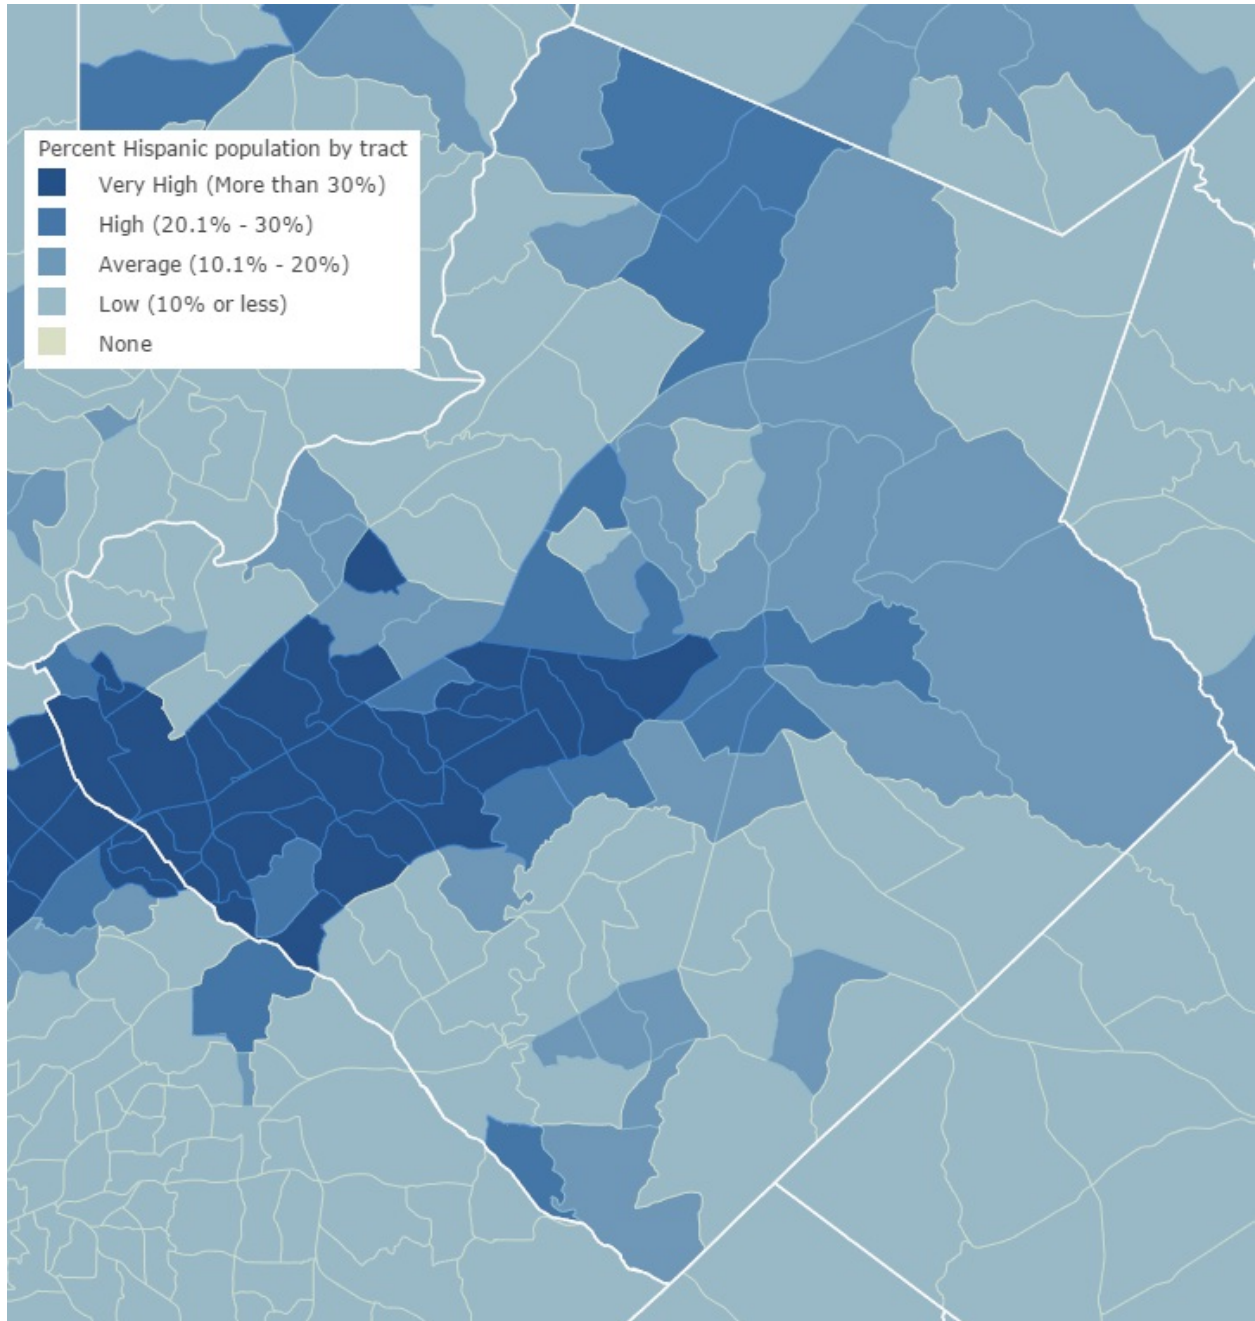 Percent Hispanic population by tract
Very High (More than 30%)
High (20.1% - 30%)
Average (10.1% - 20%)
Low (10% or less)
None